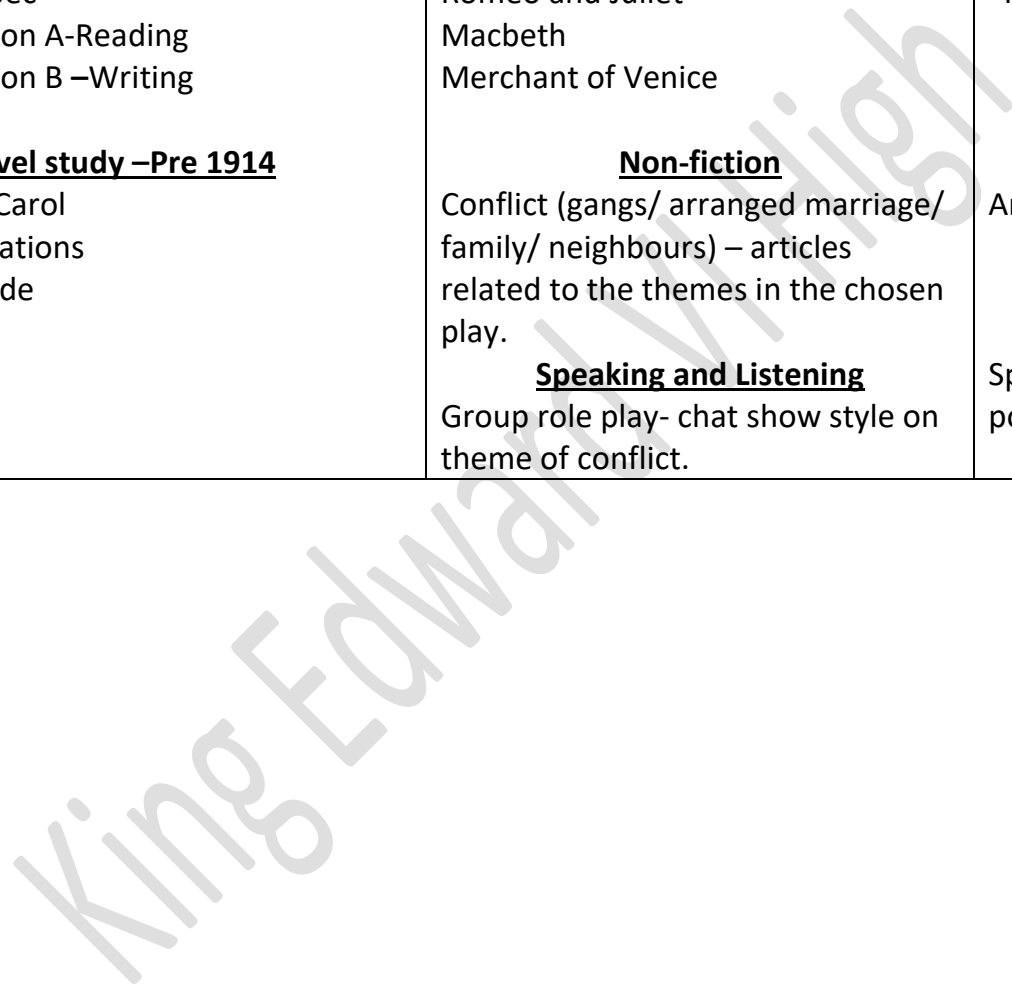 on A-Reading
on B –Writing
vel study –Pre 1914
Carol
ations
de
Romeo and Juliet
Macbeth
Merchant of Venice
Non-fiction
Conflict (gangs/ arranged marriage/
family/ neighbours) – articles
related to the themes in the chosen
play.
Speaking and Listening
Group role play- chat show style on
theme of conflict.
King Edward VI High